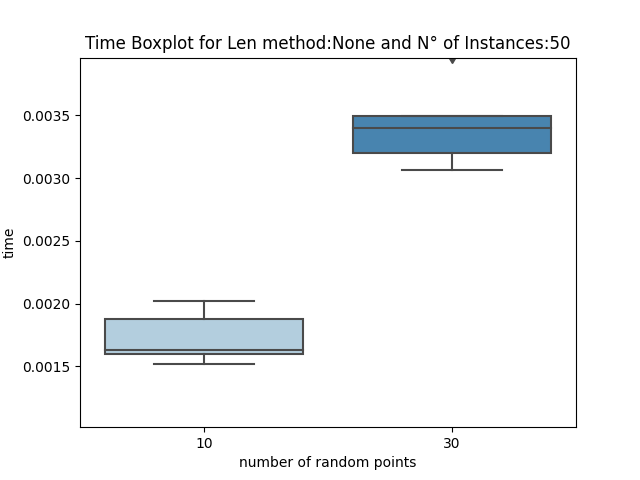 Time Boxplot for Len method:None and N° of Instances:50
0.0035
0.0030
0.0025
0.0020
0.0015
time
10 30
number of random points